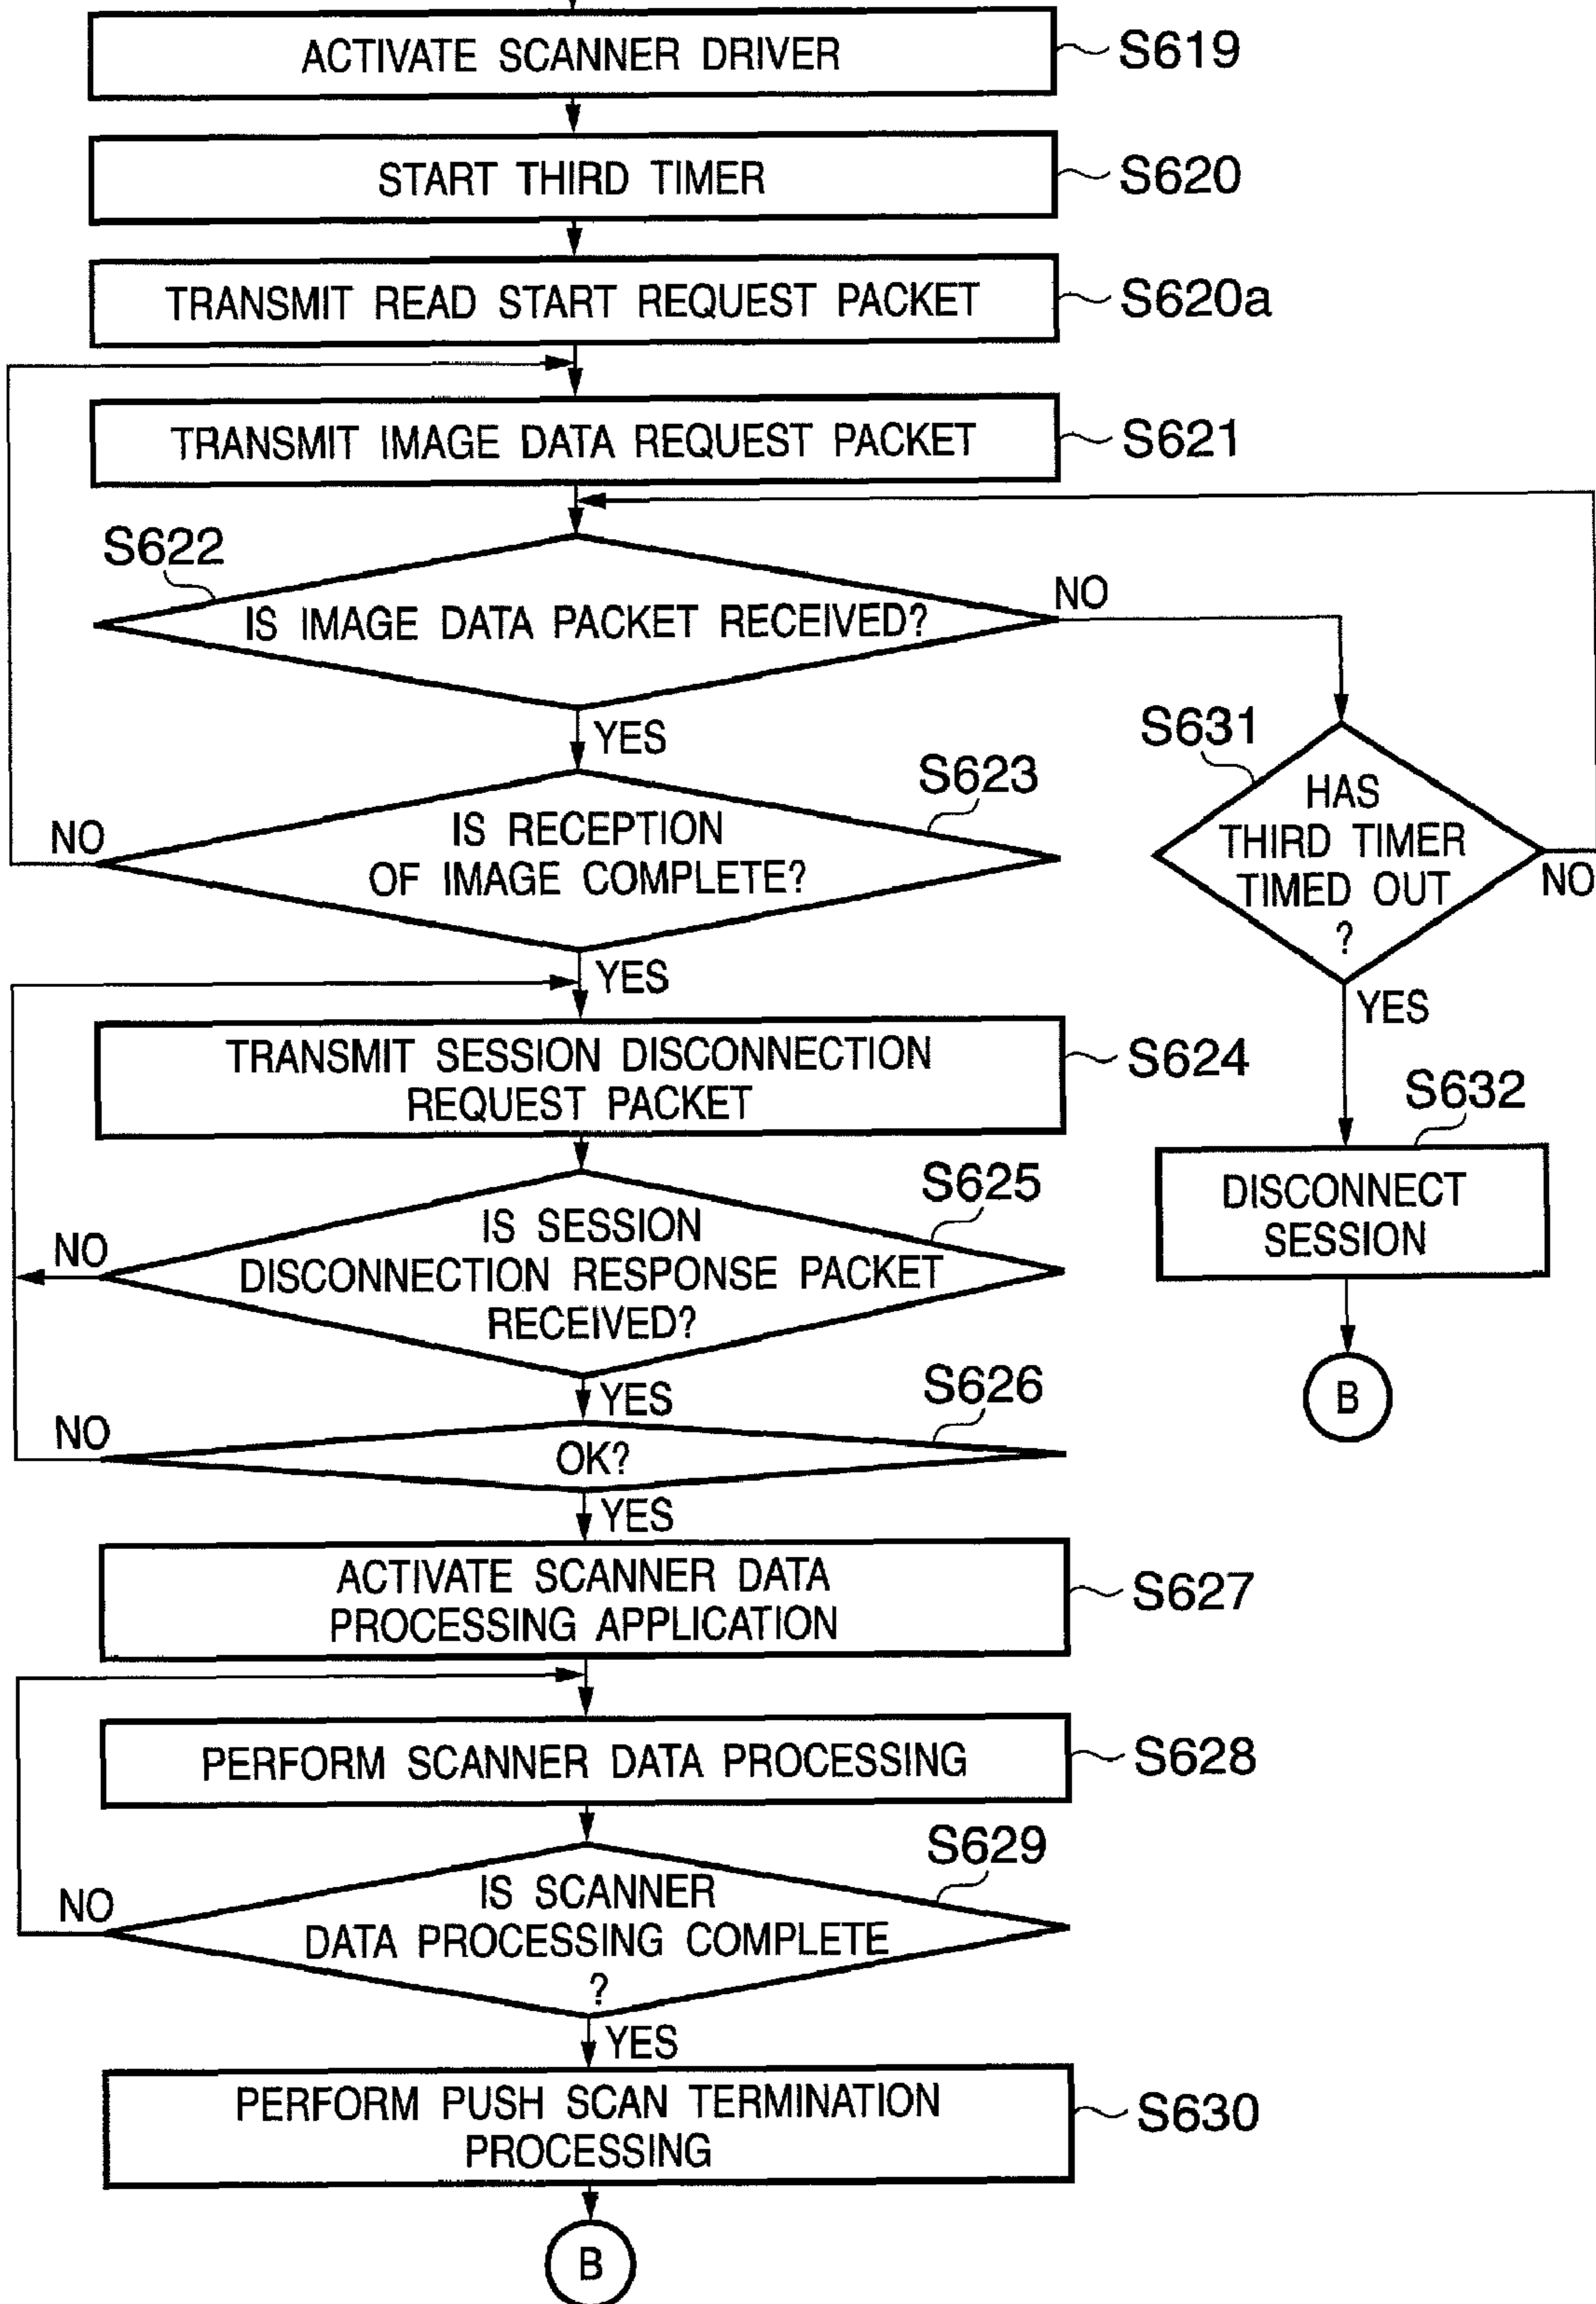 ACTIVATE SCANNER DRIVER
S619
START THIRD TIMER
S620
TRANSMIT READ START REQUEST PACKET
S620a
TRANSMIT IMAGE DATA REQUEST PACKET
S621
S622
IS IMAGE DATA PACKET RECEIVED?
NO
YES
S623
IS RECEPTION
OF IMAGE COMPLETE?
NO
YES
S631
HAS
THIRD TIMER
TIMED OUT
?
NO
YES
S632
DISCONNECT
SESSION
B
TRANSMIT SESSION DISCONNECTION
REQUEST PACKET
S624
S625
IS SESSION
DISCONNECTION RESPONSE PACKET
RECEIVED?
NO
YES
S626
OK?
NO
YES
ACTIVATE SCANNER DATA
PROCESSING APPLICATION
S627
PERFORM SCANNER DATA PROCESSING
S628
S629
IS SCANNER
DATA PROCESSING COMPLETE
?
NO
YES
PERFORM PUSH SCAN TERMINATION
PROCESSING
S630
B